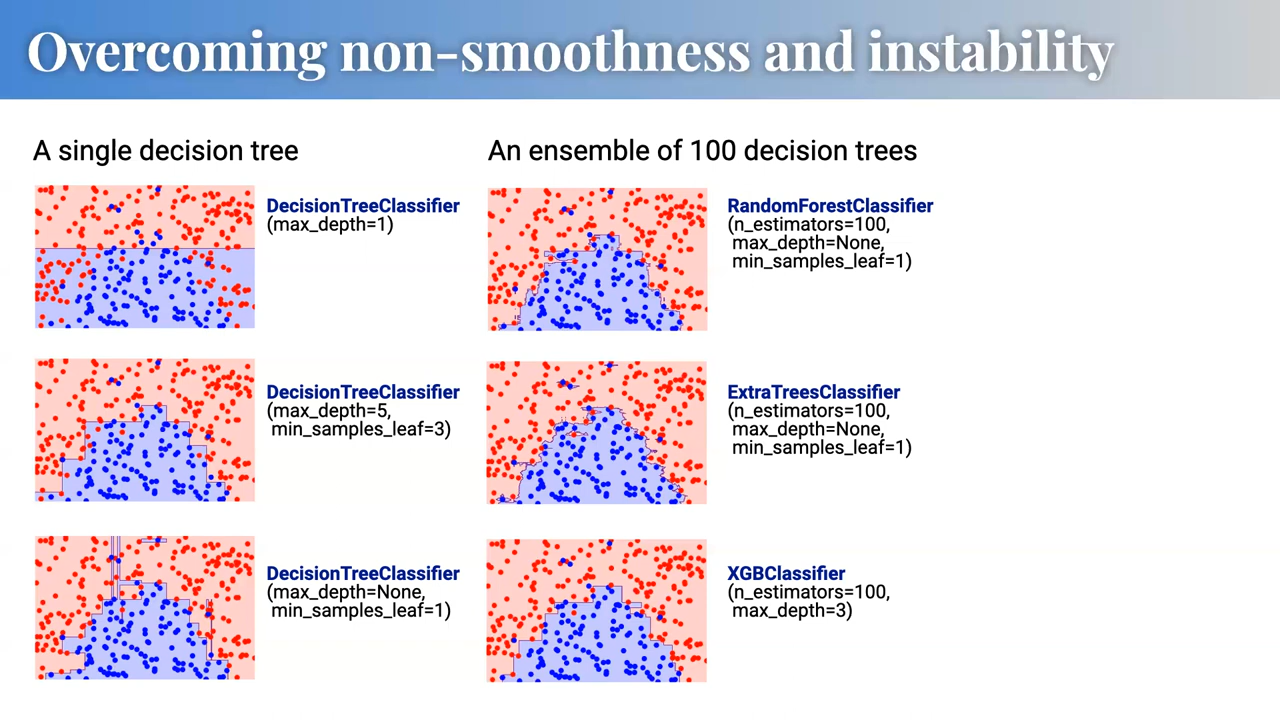 Overcoming non-smoothness and instability
A single decision tree
DecisionTreeClassifier
(max_depth=1)
DecisionTreeClassifier
(max_depth=5,
min_samples_leaf=3)
DecisionTreeClassifier
(max_depth=None,
min_samples_leaf=1)
An ensemble of 100 decision trees
RandomForestClassifier
(n_estimators=100,
max_depth=None,
min_samples_leaf=1)
ExtraTreesClassifier
(n_estimators=100,
max_depth=None,
min_samples_leaf=1)
XGBClassifier
(n_estimators=100,
max_depth=3)